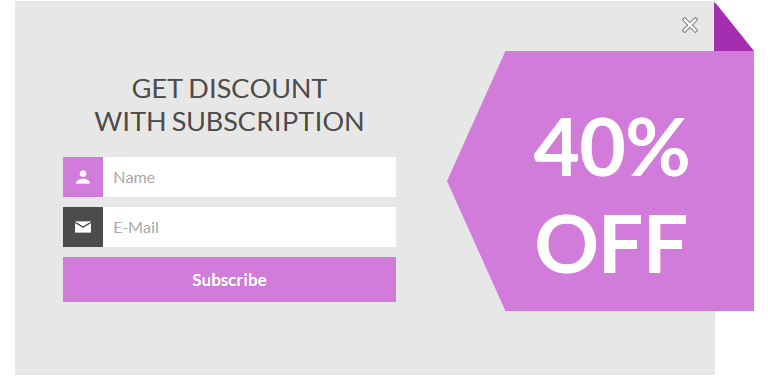 GET DISCOUNT
WITH SUBSCRIPTION
Name
E-Mail
Subscribe
40%
OFF